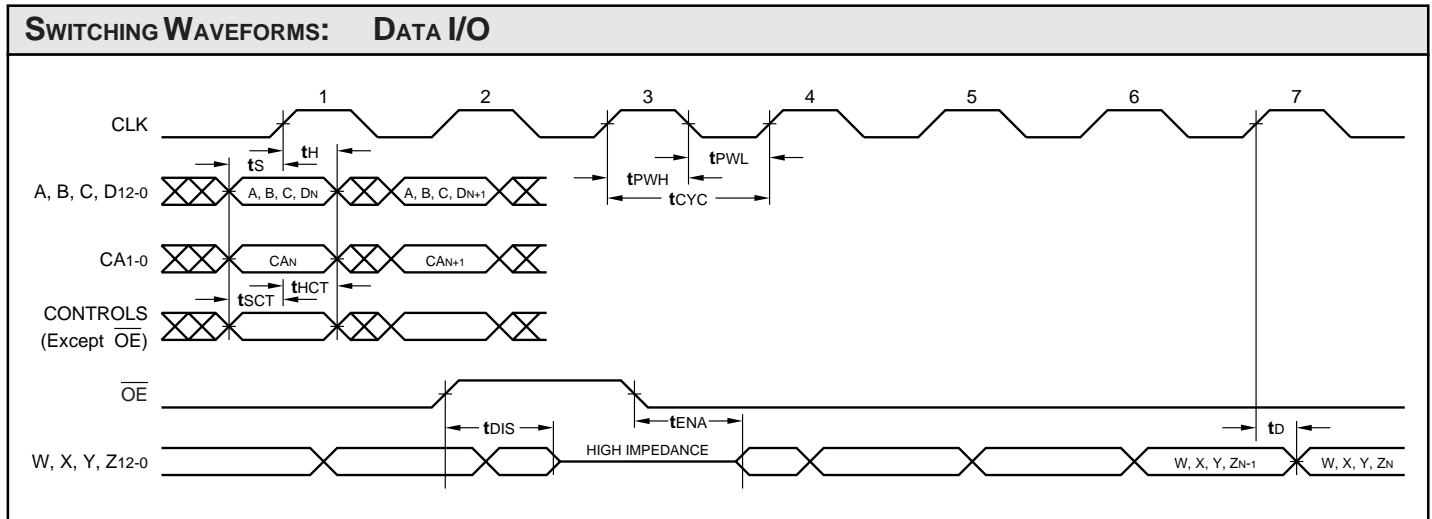 SWITCHING WAVEFORMS: DATA I/O
1 2 3 4 5 6 7
CLK
tS tH tPWL
tPWH
tCYC
A, B, C, D12-0 A, B, C, DN A, B, C, DN+1
CA1-0 CAN CAN+1
tSCT tHCT
CONTROLS
(Except OE)
OE
tDIS tENA tD
HIGH IMPEDANCE
W, X, Y, Z12-0 W, X, Y, ZN-1 W, X, Y, ZN